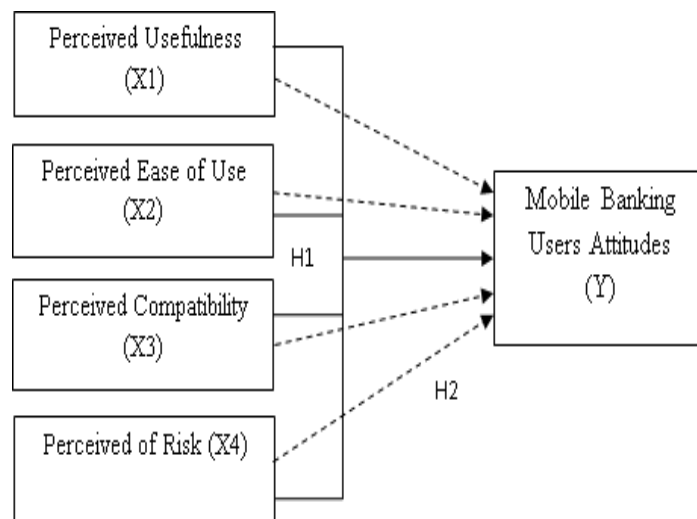 Perceived Usefulness
(X1)
Perceived Ease of Use
(X2)
H1
Perceived Compatibility
(X3)
Perceived of Risk (X4)
H2
Mobile Banking
Users Attitudes
(Y)